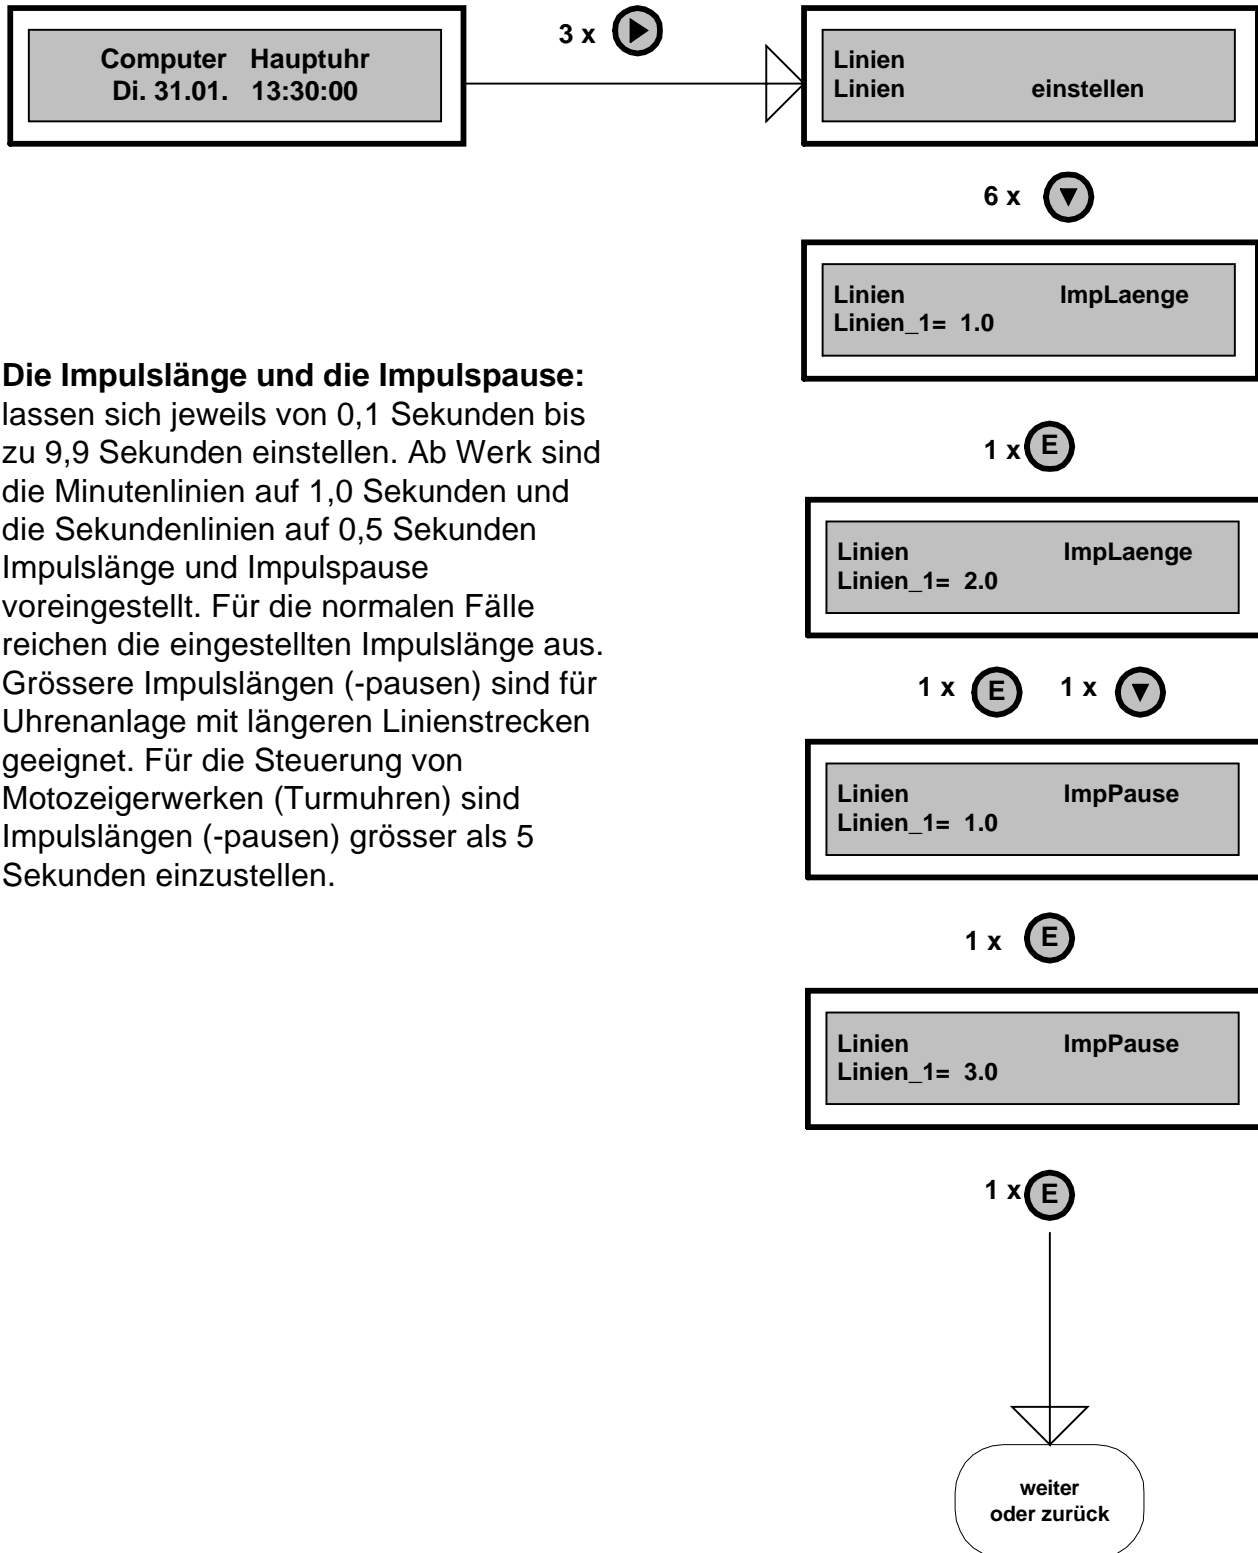 Computer Hauptuhr
Di. 31.01. 13:30:00
3 x
Linien
Linien einstellen
6 x
Linien ImpLaenge
Linien_1= 1.0
Die Impulslänge und die Impulspause:
lassen sich jeweils von 0,1 Sekunden bis
zu 9,9 Sekunden einstellen. Ab Werk sind
die Minutenlinien auf 1,0 Sekunden und
die Sekundenlinien auf 0,5 Sekunden
Impulslänge und Impulspause
voreingestellt. Für die normalen Fälle
reichen die eingestellten Impulslänge aus.
Grössere Impulslängen (-pausen) sind für
Uhrenanlage mit längeren Linienstrecken
geeignet. Für die Steuerung von
Motozeigerwerken (Turmuhren) sind
Impulslängen (-pausen) grösser als 5
Sekunden einzustellen.
1 x E
Linien ImpLaenge
Linien_1= 2.0
1 x E 1 x
Linien ImpPause
Linien_1= 1.0
1 x E
Linien ImpPause
Linien_1= 3.0
1 x E
weiter
oder zurück